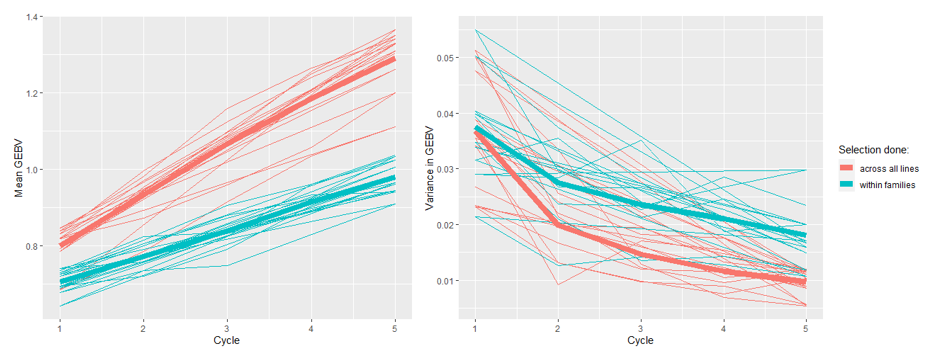 Mean GEBV
1.4
1.2
1.0
0.8
1 2 3 4 5
Cycle
Variance in GEBV
0.05
0.04
0.03
0.02
0.01
1 2 3 4 5
Cycle
Selection done:
across all lines
within families